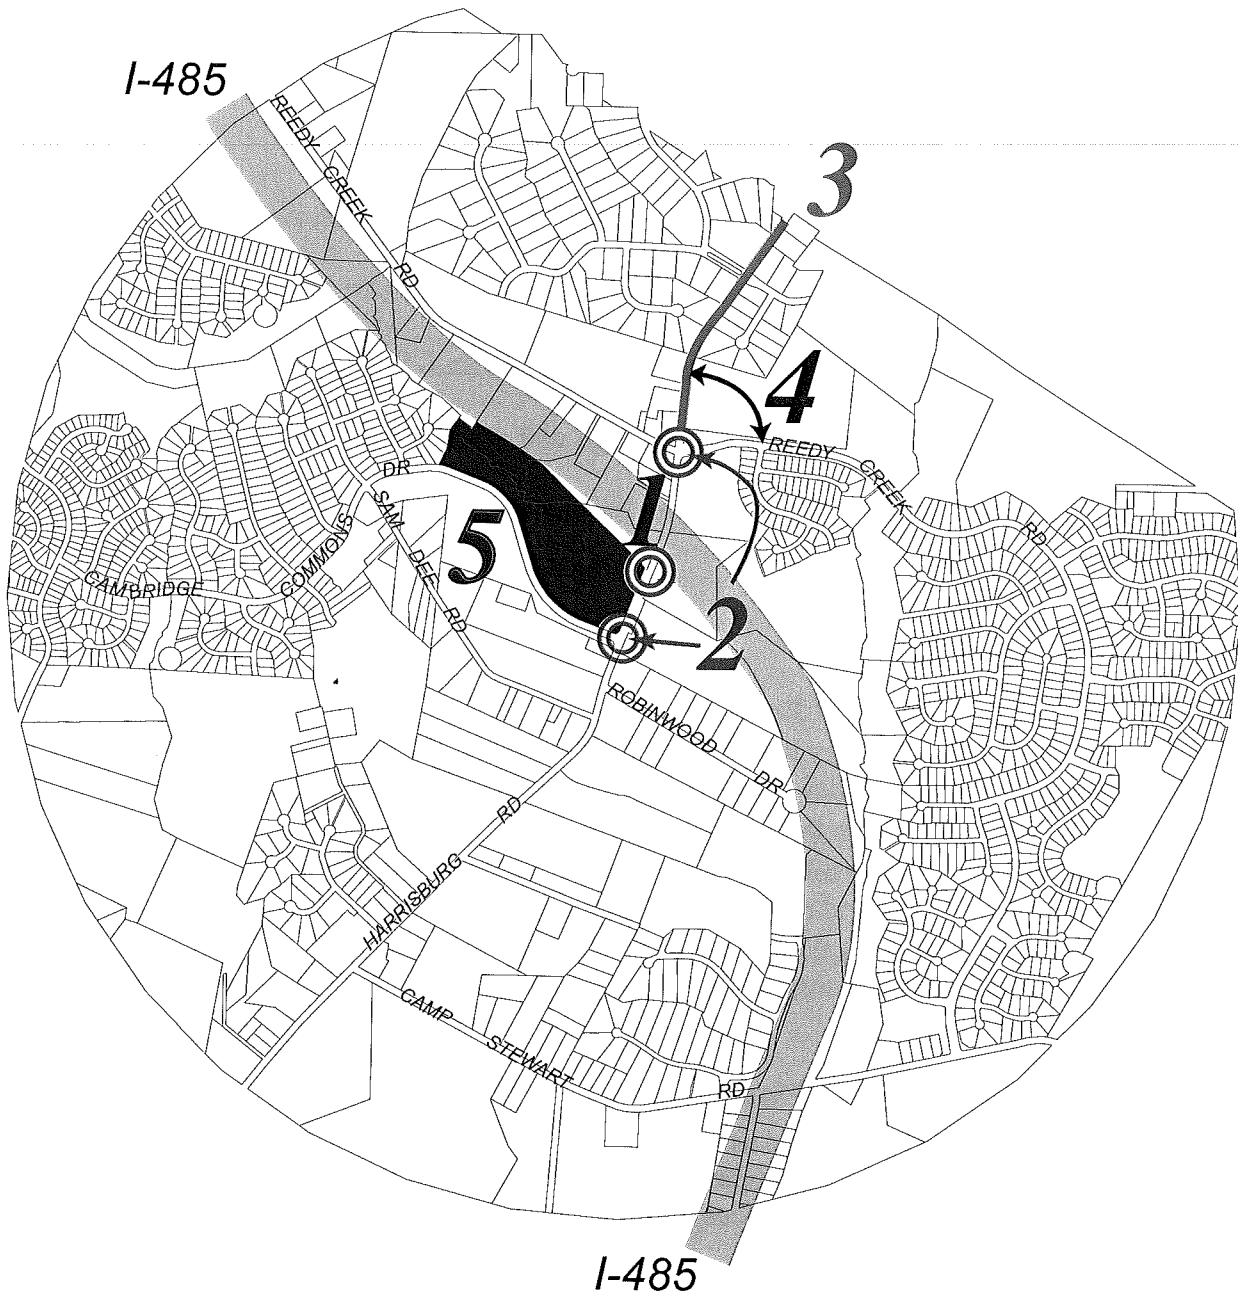 I-485
REEDY CREEK RD
3
4
REEDY CREEK RD
1
DR
SAM DEE RD
5
COMMONS
CAMBRIDGE
2
ROBINWOOD DR
HARRISBURG RD
CAMP STEWART RD
I-485